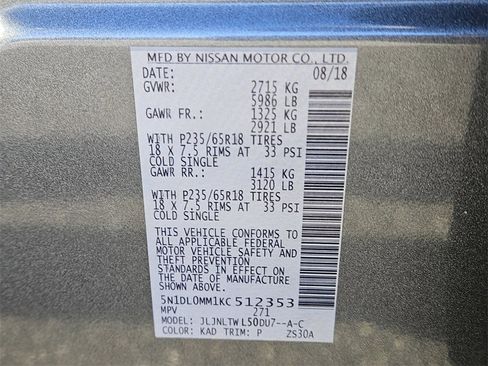 MFD BY NISSAN MOTOR CO., LTD.
DATE: 08/18
GVWR: 2715 KG
5986 LB
GAWR FR.: 1325 KG
2921 LB
WITH P235/65R18 TIRES
18 X 7.5 RIMS AT 33 PSI
COLD SINGLE
GAWR RR.: 1415 KG
3120 LB
WITH P235/65R18 TIRES
18 X 7.5 RIMS AT 33 PSI
COLD SINGLE
THIS VEHICLE CONFORMS TO
ALL APPLICABLE FEDERAL
MOTOR VEHICLE SAFETY AND
THEFT PREVENTION
STANDARDS IN EFFECT ON
THE DATE OF MANUFACTURE
SHOWN ABOVE.
5N1DL0MM1KC512353
MPV 271
MODEL: JLJNLTWL50DU7--A-C
COLOR: KAD TRIM: P ZS30A